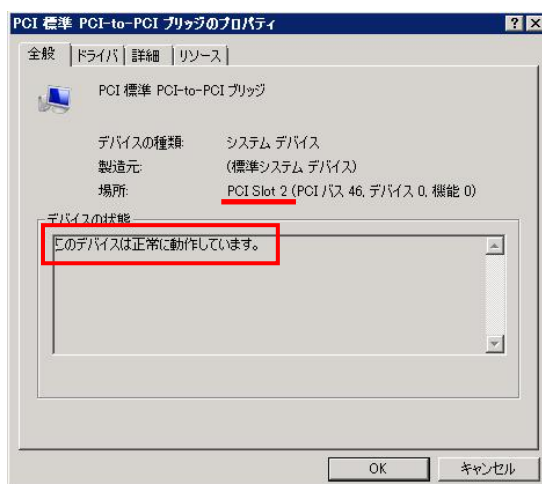 PCI 標準 PCI-to-PCI ブリッジのプロパティ
全般 ドライバ 詳細 リソース
PCI 標準 PCI-to-PCI ブリッジ
デバイスの種類: システム デバイス
製造元: (標準システム デバイス)
場所: PCI Slot 2 (PCI バス 46, デバイス 0, 機能 0)
デバイスの状態
このデバイスは正常に動作しています。
OK キャンセル